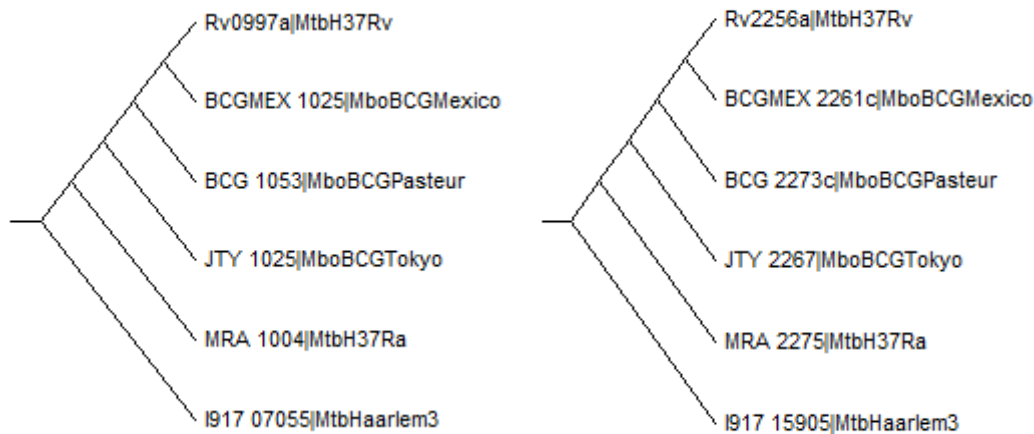 Rv0997a|MtbH37Rv
BCGMEX 1025|MboBCGMexico
BCG 1053|MboBCGPasteur
JTY 1025|MboBCGTokyo
MRA 1004|MtbH37Ra
I917 07055|MtbHaarlem3
Rv2256a|MtbH37Rv
BCGMEX 2261c|MboBCGMexico
BCG 2273c|MboBCGPasteur
JTY 2267|MboBCGTokyo
MRA 2275|MtbH37Ra
I917 15905|MtbHaarlem3